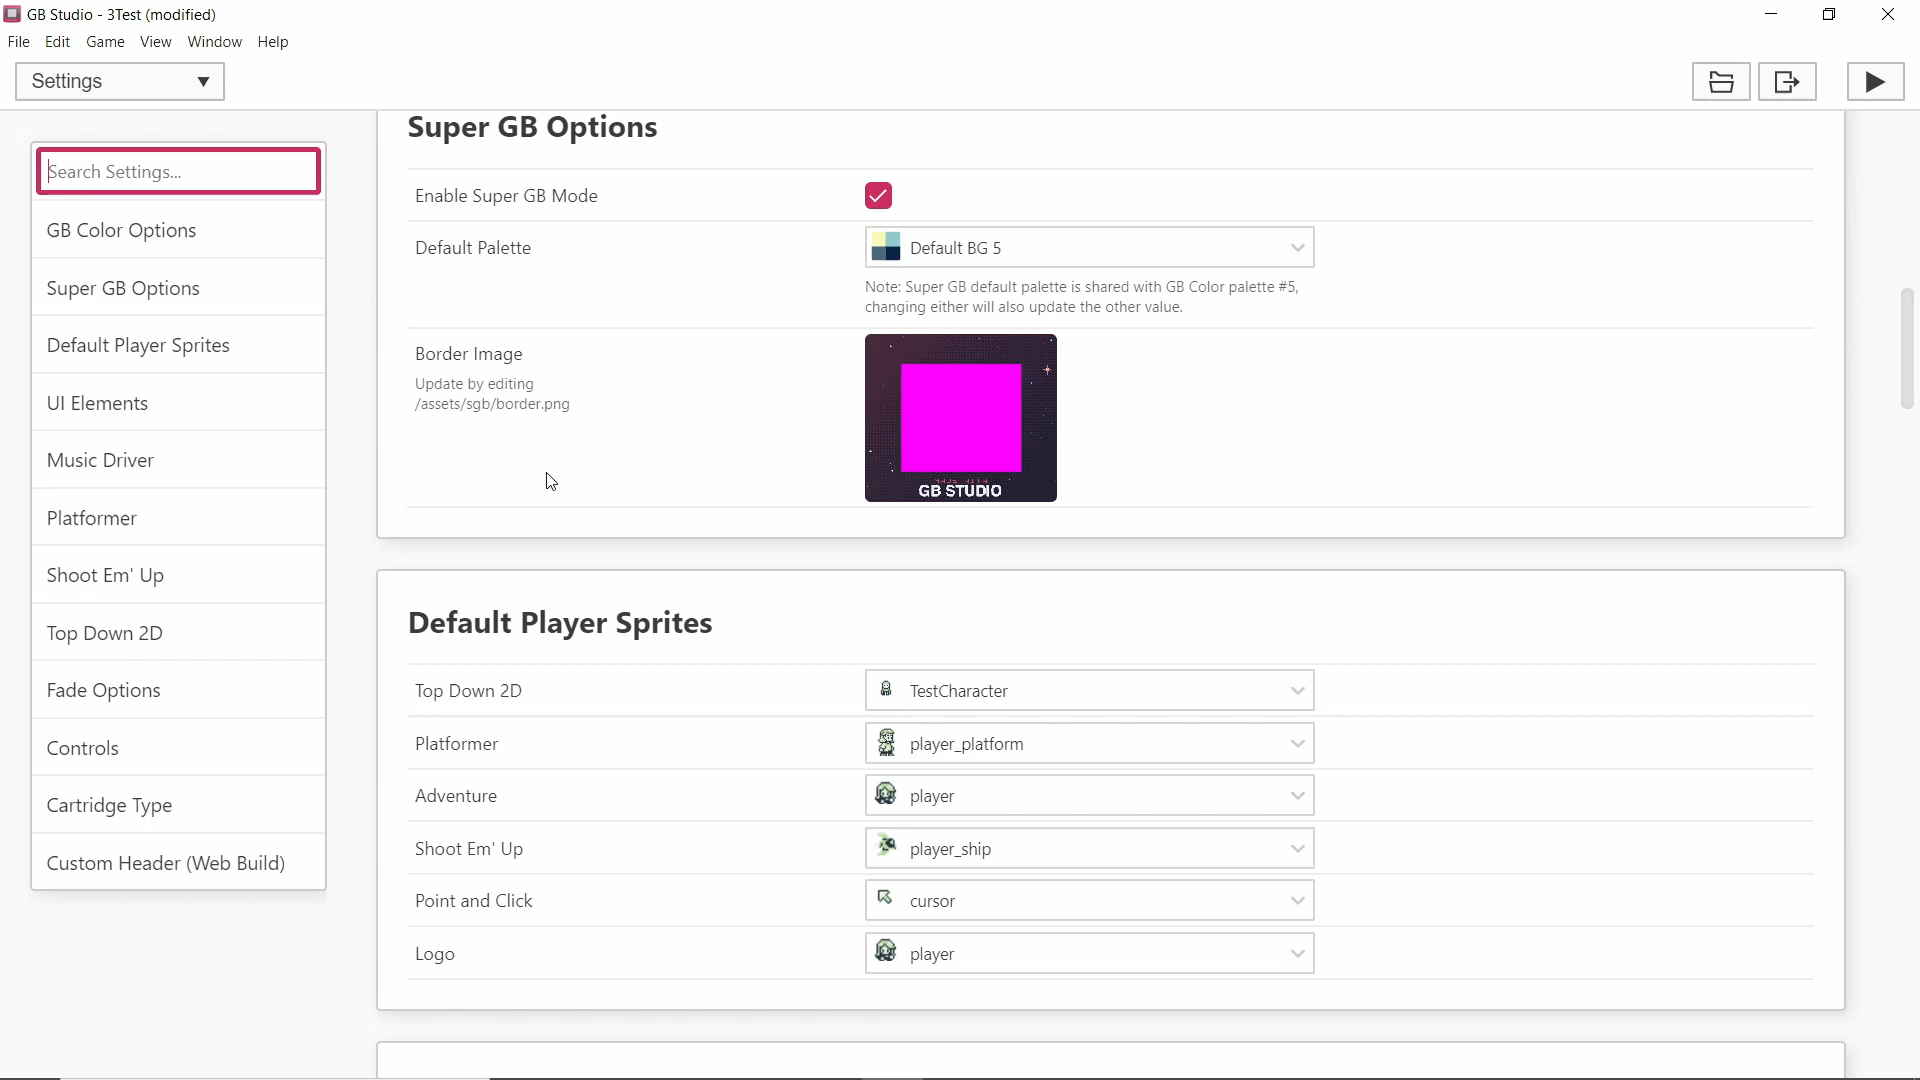 GB Studio - 3Test (modified)
File Edit Game View Window Help
Settings
Search Settings...
GB Color Options
Super GB Options
Default Player Sprites
UI Elements
Music Driver
Platformer
Shoot Em' Up
Top Down 2D
Fade Options
Controls
Cartridge Type
Custom Header (Web Build)
Super GB Options
Enable Super GB Mode
Default Palette
Default BG 5
Note: Super GB default palette is shared with GB Color palette #5,
changing either will also update the other value.
Border Image
Update by editing
/assets/sgb/border.png
MADE WITH
GB STUDIO
Default Player Sprites
Top Down 2D
TestCharacter
Platformer
player_platform
Adventure
player
Shoot Em' Up
player_ship
Point and Click
cursor
Logo
player